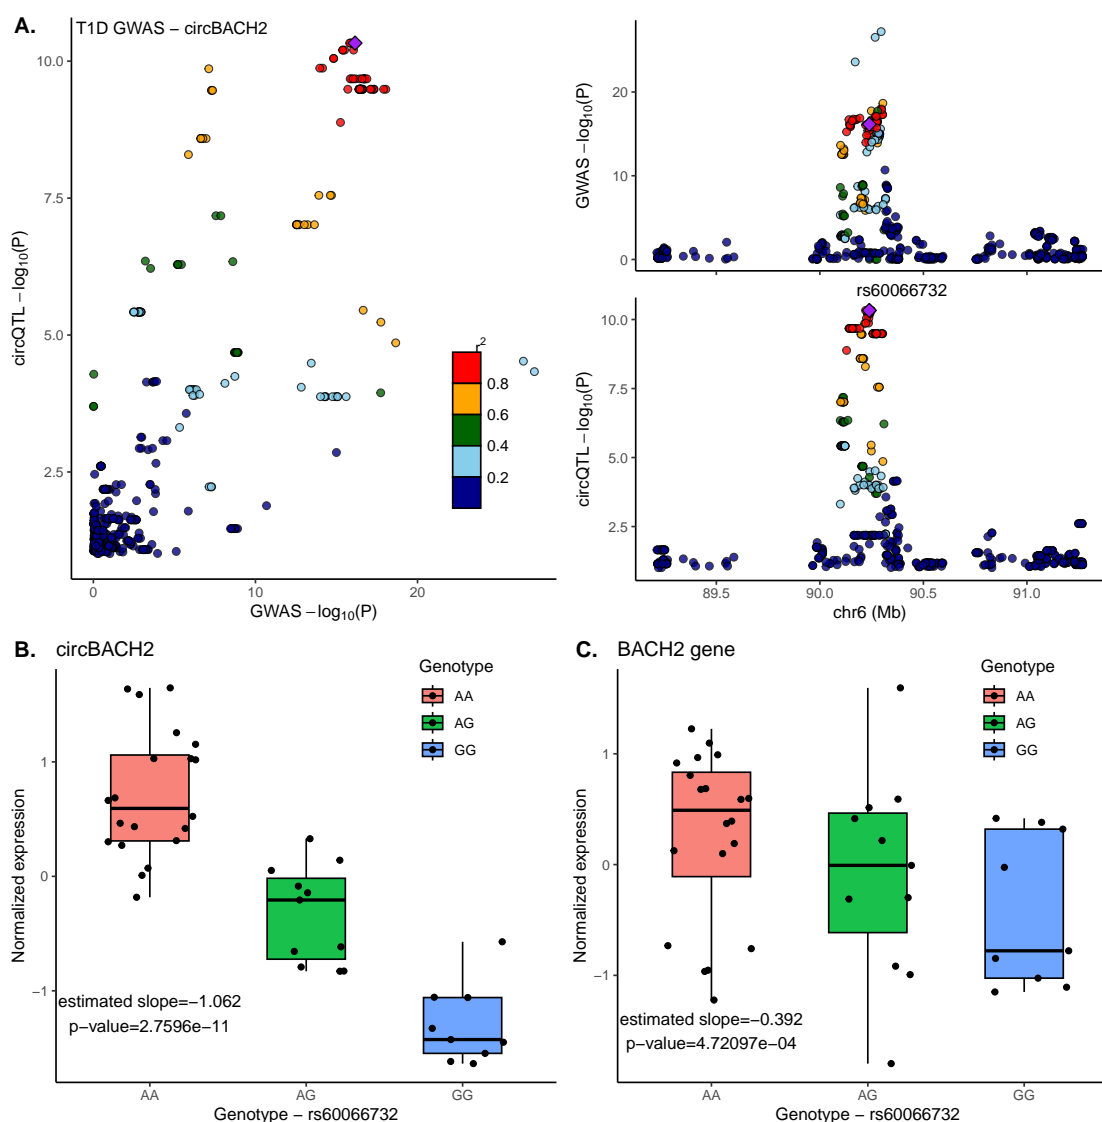 A.
T1D GWAS − circBACH2
circQTL −log10(P)
10.0
7.5
5.0
2.5
0
10
20
GWAS −log10(P)
r2
0.8
0.6
0.4
0.2
GWAS −log10(P)
20
10
0
rs60066732
circQTL −log10(P)
10.0
7.5
5.0
2.5
89.5
90.0
90.5
91.0
chr6 (Mb)
B.
circBACH2
Genotype
AA
AG
GG
Normalized expression
1
0
−1
estimated slope=−1.062
p−value=2.7596e−11
AA
AG
GG
Genotype − rs60066732
C.
BACH2 gene
Genotype
AA
AG
GG
Normalized expression
1
0
−1
estimated slope=−0.392
p−value=4.72097e−04
AA
AG
GG
Genotype − rs60066732